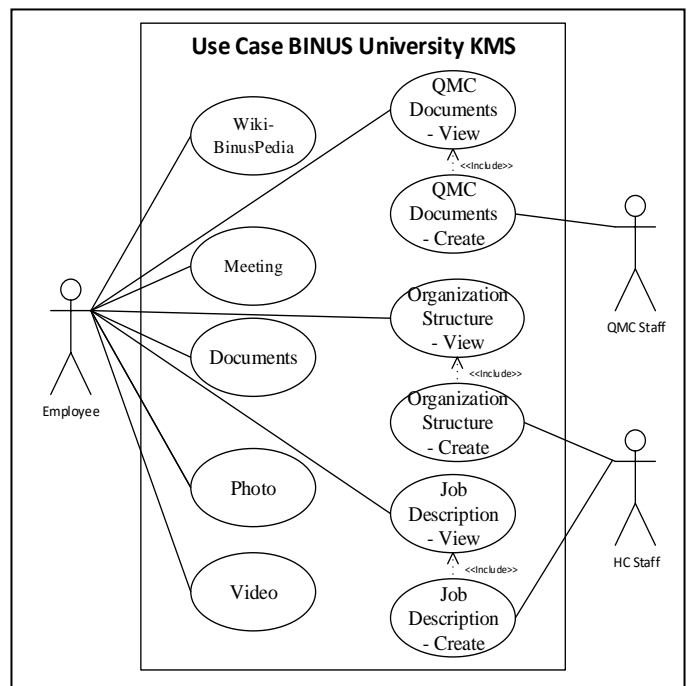 Use Case BINUS University KMS
Wiki-
BinusPedia
Meeting
Documents
Photo
Video
Employee
QMC
Documents
- View
<<Include>>
QMC
Documents
- Create
Organization
Structure
- View
<<Include>>
Organization
Structure
- Create
Job
Description
- View
<<Include>>
Job
Description
- Create
QMC Staff
HC Staff